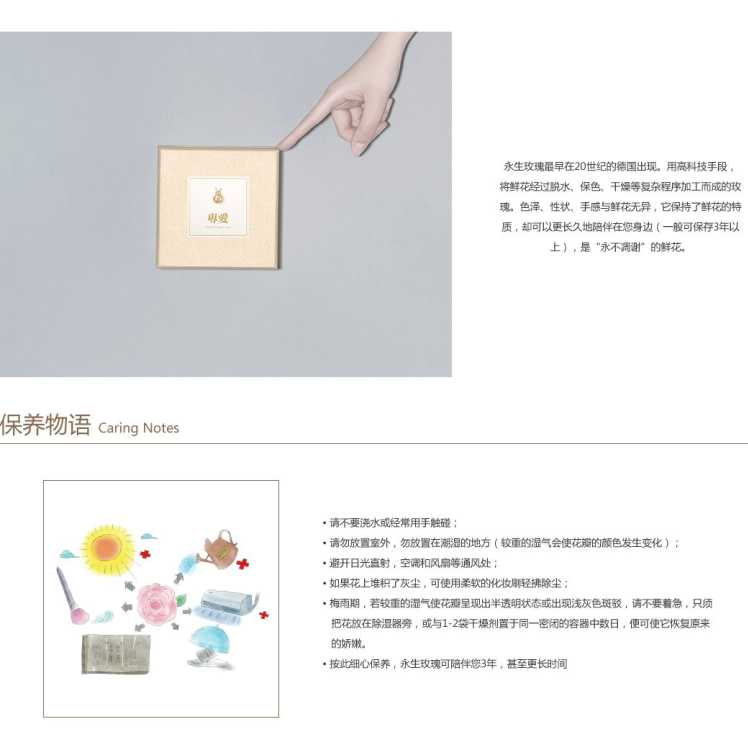 專愛
永生玫瑰最早在20世纪的德国出现。用高科技手段，
将鲜花经过脱水、保色、干燥等复杂程序加工而成的玫
瑰。色泽、性状、手感与鲜花无异，它保持了鲜花的特
质，却可以更长久地陪伴在您身边（一般可保存3年以
上），是“永不凋谢”的鲜花。
保养物语 Caring Notes
• 请不要浇水或经常用手触碰；
• 请勿放置室外，勿放置在潮湿的地方（较重的湿气会使花瓣的颜色发生变化）；
• 避开日光直射，空调和风扇等通风处；
• 如果花上堆积了灰尘，可使用柔软的化妆刷轻拂除尘；
• 梅雨期，若较重的湿气使花瓣呈现出半透明状态或出现浅灰色斑驳，请不要着急，只须
把花放在除湿器旁，或与1-2袋干燥剂置于同一密闭的容器中数日，便可使它恢复原来
的娇嫩。
• 按此细心保养，永生玫瑰可陪伴您3年，甚至更长时间